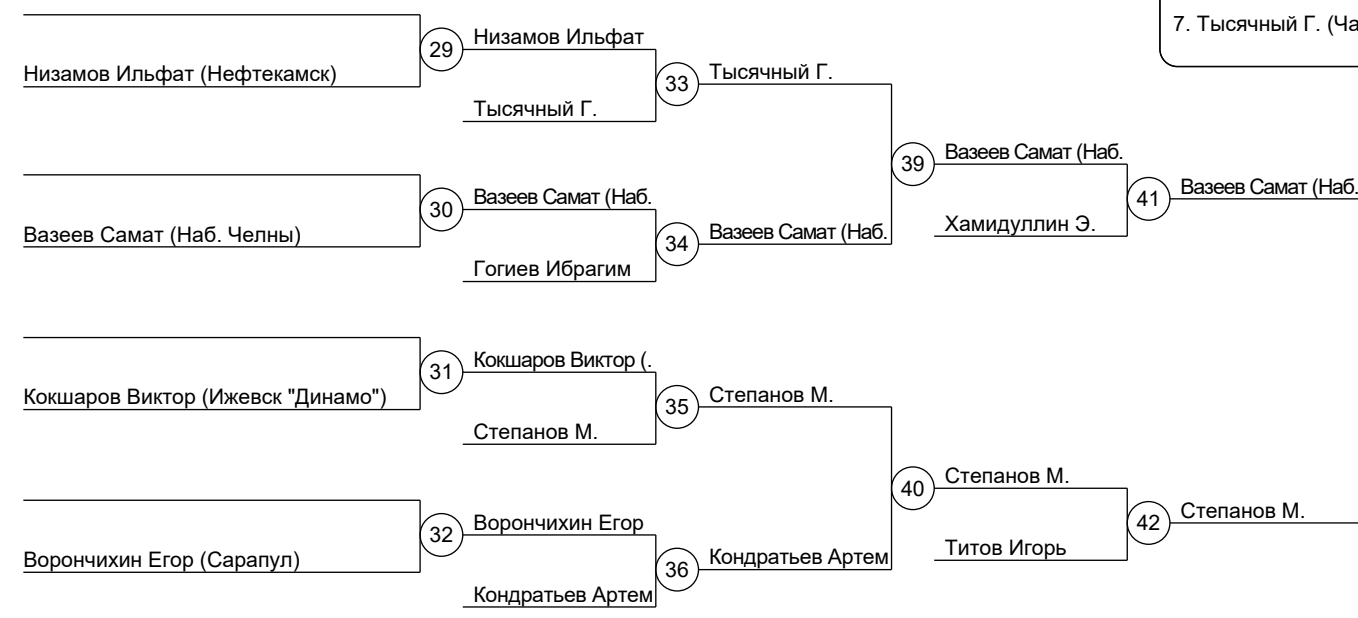 7. Тысячный Г. (Ча
Низамов Ильфат
29
Низамов Ильфат (Нефтекамск)
Тысячный Г.
33
Тысячный Г.
Вазеев Самат (Наб.
39
Вазеев Самат (Наб.
41
Вазеев Самат (Наб.
30
Вазеев Самат (Наб. Челны)
Хамидуллин Э.
Вазеев Самат (Наб.
34
Гогиев Ибрагим
Кокшаров Виктор (.
31
Кокшаров Виктор (Ижевск "Динамо")
Степанов М.
35
Степанов М.
Степанов М.
40
Степанов М.
42
Ворончихин Егор
32
Титов Игорь
Ворончихин Егор (Сарапул)
Кондратьев Артем
36
Кондратьев Артем